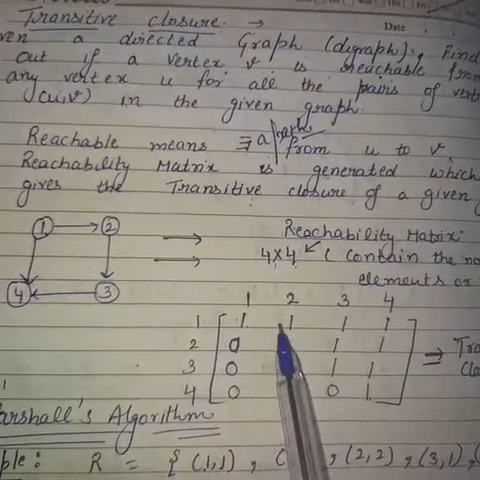 Transitive closure. →
Date
ven a directed Graph (digraph). Find
out if a vertex v is reachable from
any vertex u for all the pairs of vert
(u,v) in the given graph.
Reachable means ∃ a path from u to v
Reachability Matrix is generated which
gives the Transitive closure of a given
1 → 2 → Reachability Matrix:
→ 4×4 ( contain the no
4 3 elements or
1 2 3 4
1 1 1 1 1
2 0 1 1
3 0 1 1 ⇒ Tra
4 0 0 1 Clo
arshall's Algorithm
ple: R = { (1,1) , ( , (2,2) , (3,1) , (